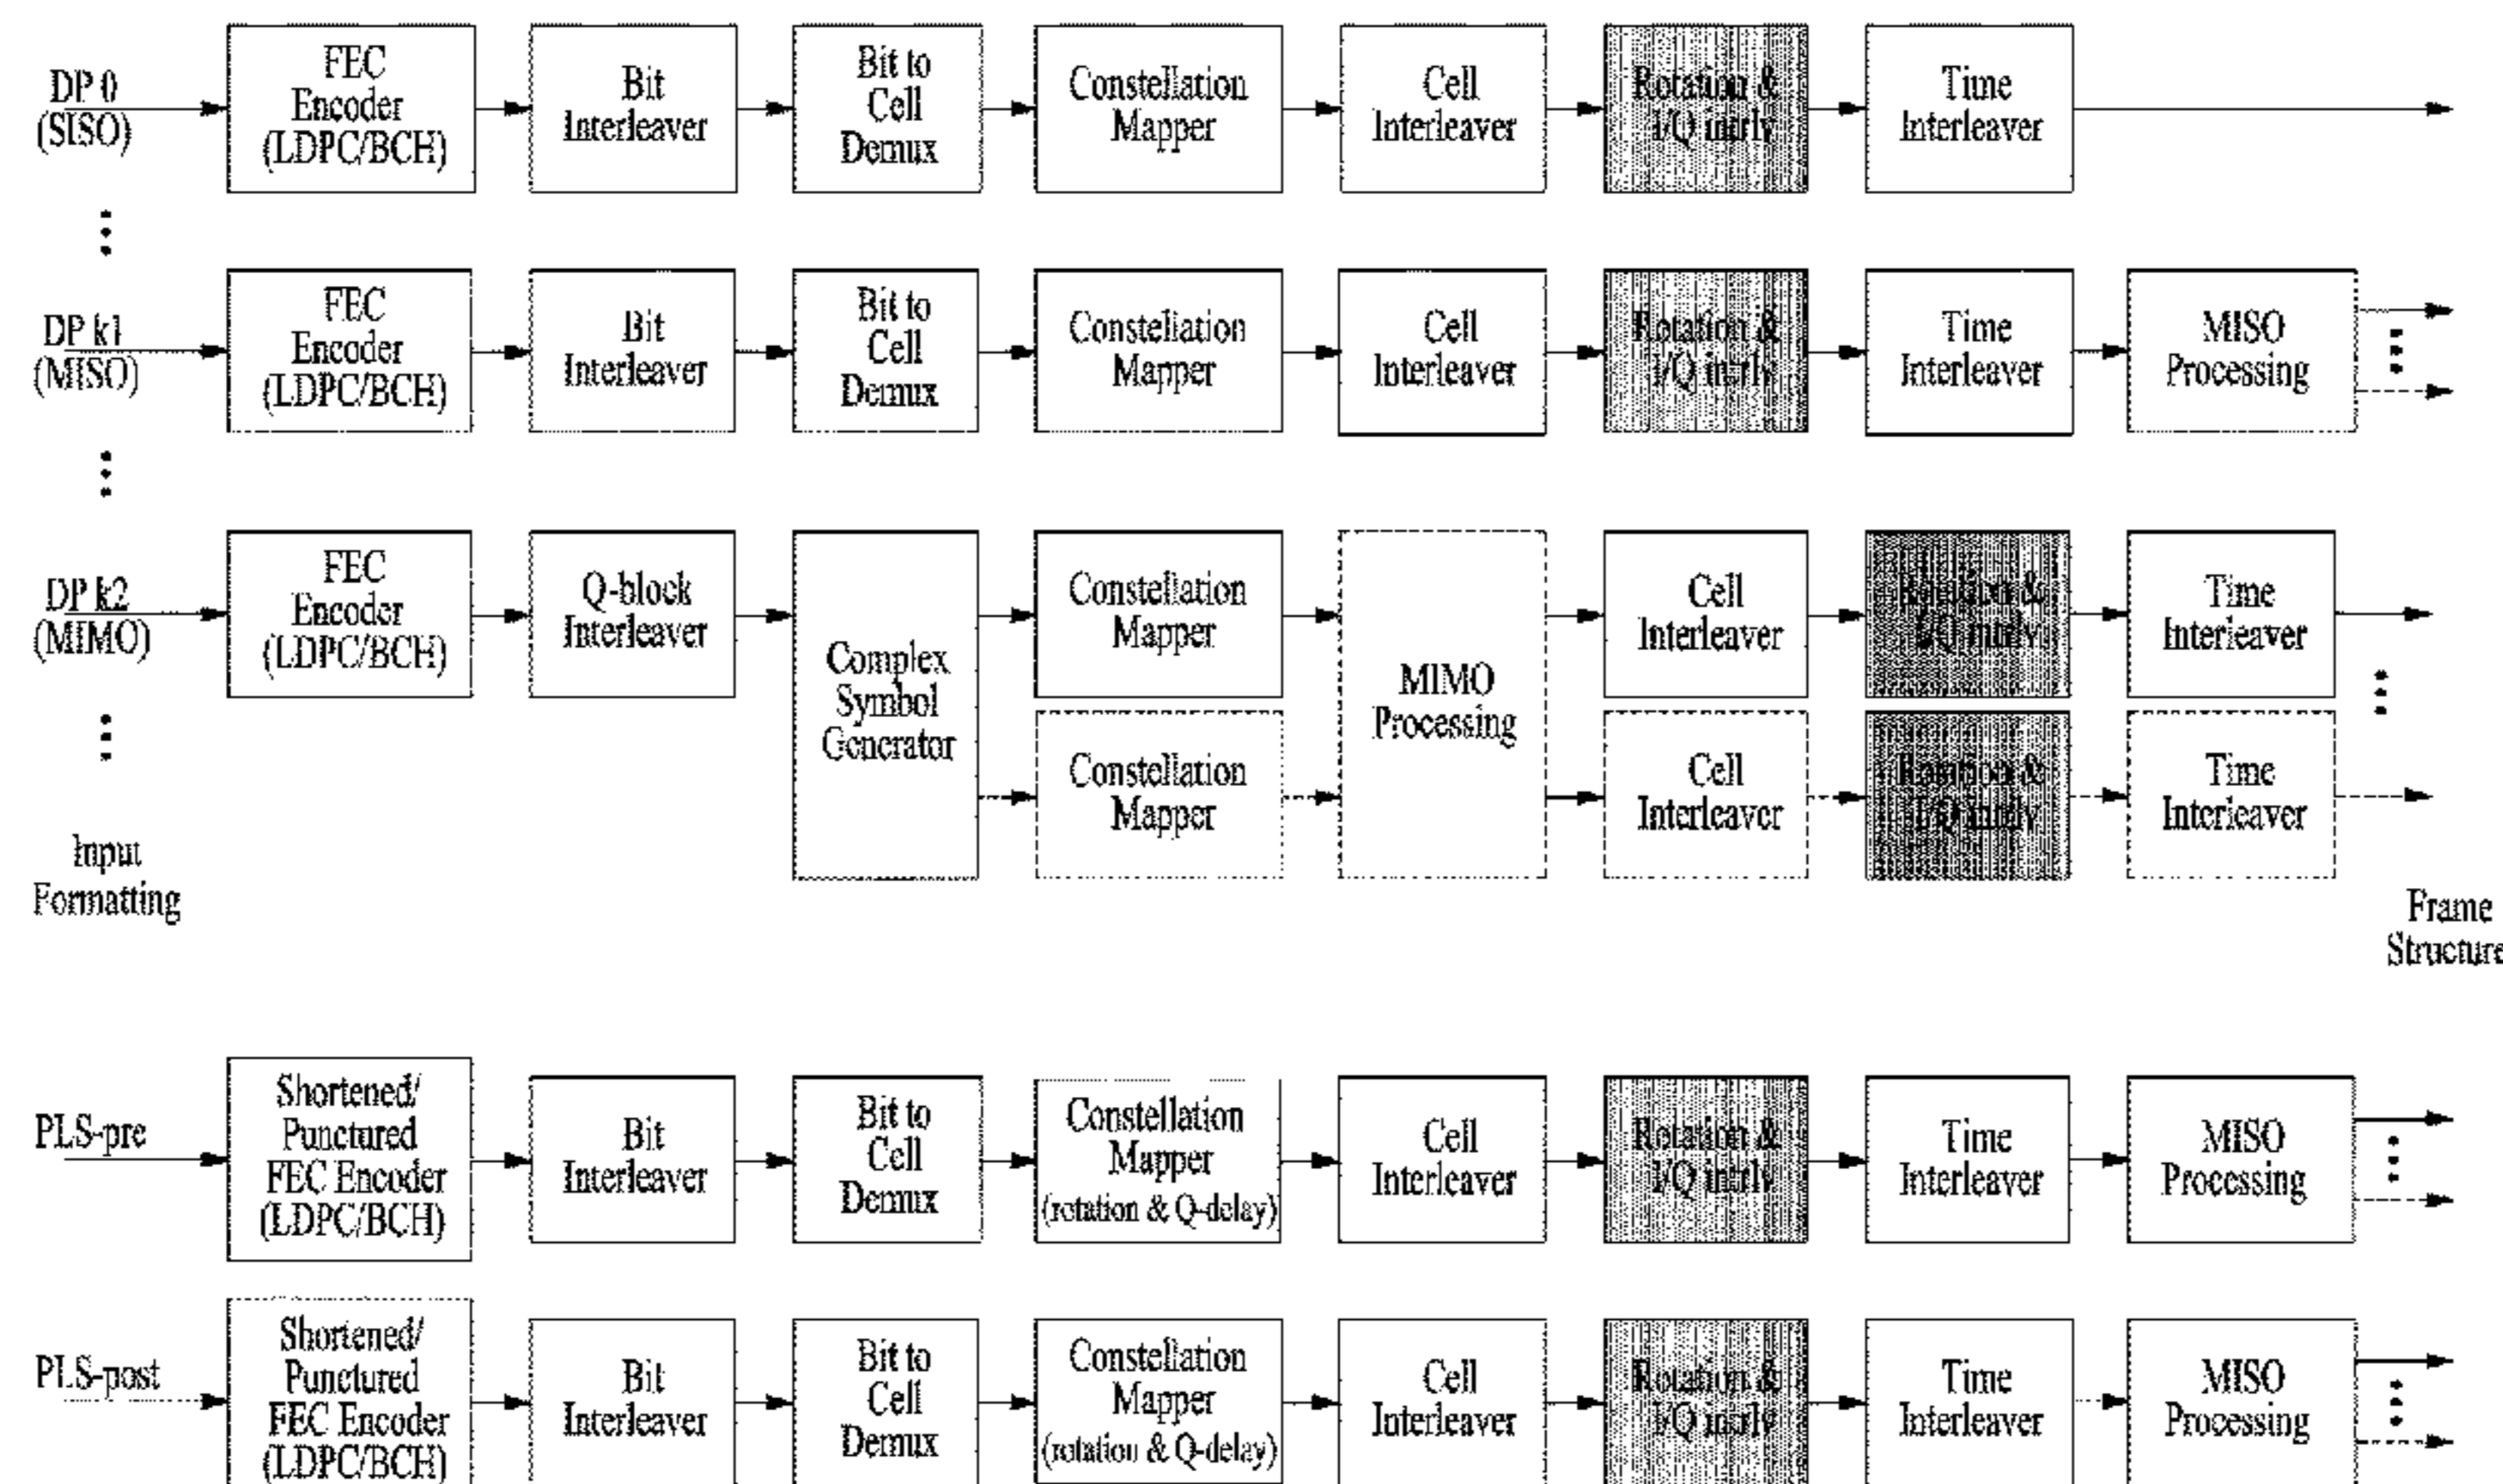 DP 0
(SISO)
FEC
Encoder
(LDPC/BCH)
Bit
Interleaver
Bit to
Cell
Demux
Constellation
Mapper
Cell
Interleaver
Rotation &
I/Q intrlv
Time
Interleaver
DP k1
(MISO)
FEC
Encoder
(LDPC/BCH)
Bit
Interleaver
Bit to
Cell
Demux
Constellation
Mapper
Cell
Interleaver
Rotation &
I/Q intrlv
Time
Interleaver
MISO
Processing
DP k2
(MIMO)
FEC
Encoder
(LDPC/BCH)
Q-block
Interleaver
Complex
Symbol
Generator
Constellation
Mapper
Constellation
Mapper
MIMO
Processing
Cell
Interleaver
Rotation &
I/Q intrlv
Time
Interleaver
Cell
Interleaver
Rotation &
I/Q intrlv
Time
Interleaver
Input
Formatting
Frame
Structure
PLS-pre
Shortened/
Punctured
FEC Encoder
(LDPC/BCH)
Bit
Interleaver
Bit to
Cell
Demux
Constellation
Mapper
(rotation & Q-delay)
Cell
Interleaver
Rotation &
I/Q intrlv
Time
Interleaver
MISO
Processing
PLS-post
Shortened/
Punctured
FEC Encoder
(LDPC/BCH)
Bit
Interleaver
Bit to
Cell
Demux
Constellation
Mapper
(rotation & Q-delay)
Cell
Interleaver
Rotation &
I/Q intrlv
Time
Interleaver
MISO
Processing